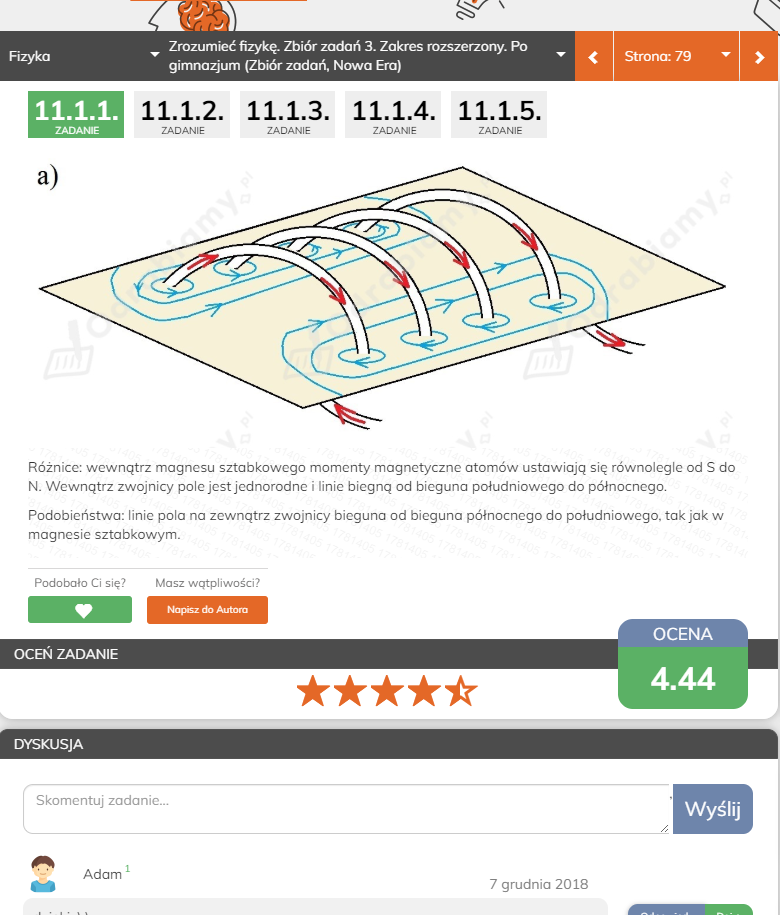 Fizyka
Zrozumieć fizykę. Zbiór zadań 3. Zakres rozszerzony. Po
gimnazjum (Zbiór zadań, Nowa Era)
Strona: 79
11.1.1.
ZADANIE
11.1.2.
ZADANIE
11.1.3.
ZADANIE
11.1.4.
ZADANIE
11.1.5.
ZADANIE
a)
Odrabiamy.pl
Odrabiamy.pl
Różnice: wewnątrz magnesu sztabkowego momenty magnetyczne atomów ustawiają się równolegle od S do
N. Wewnątrz zwojnicy pole jest jednorodne i linie biegną od bieguna południowego do północnego.
Podobieństwa: linie pola na zewnątrz zwojnicy bieguna od bieguna północnego do południowego, tak jak w
magnesie sztabkowym.
Podobało Ci się?
Masz wątpliwości?
Napisz do Autora
OCEŃ ZADANIE
OCENA
4.44
DYSKUSJA
Skomentuj zadanie...
Wyślij
Adam 1
7 grudnia 2018